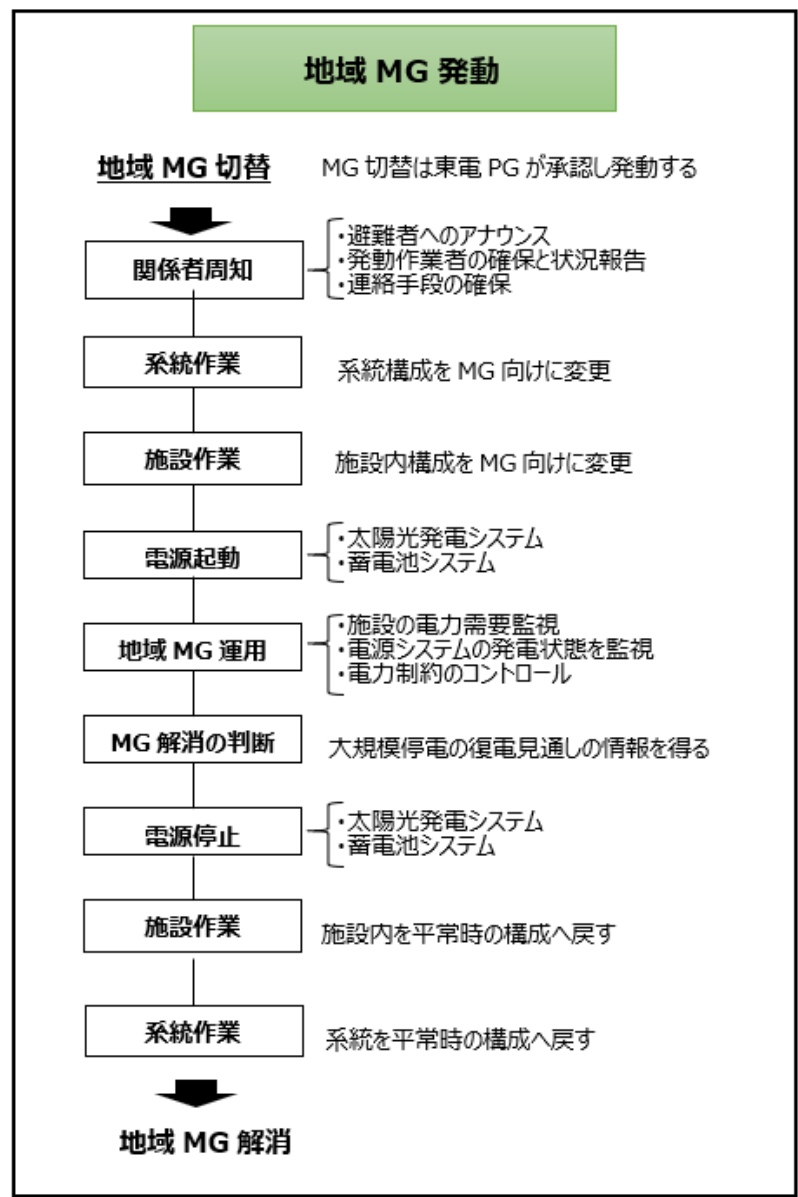 地域 MG 発動
地域 MG 切替
MG 切替は東電 PG が承認し発動する
関係者周知
・避難者へのアナウンス
・発動作業者の確保と状況報告
・連絡手段の確保
系統作業
系統構成を MG 向けに変更
施設作業
施設内構成を MG 向けに変更
電源起動
・太陽光発電システム
・蓄電池システム
地域 MG 運用
・施設の電力需要監視
・電源システムの発電状態を監視
・電力制約のコントロール
MG 解消の判断
大規模停電の復電見通しの情報を得る
電源停止
・太陽光発電システム
・蓄電池システム
施設作業
施設内を平常時の構成へ戻す
系統作業
系統を平常時の構成へ戻す
地域 MG 解消